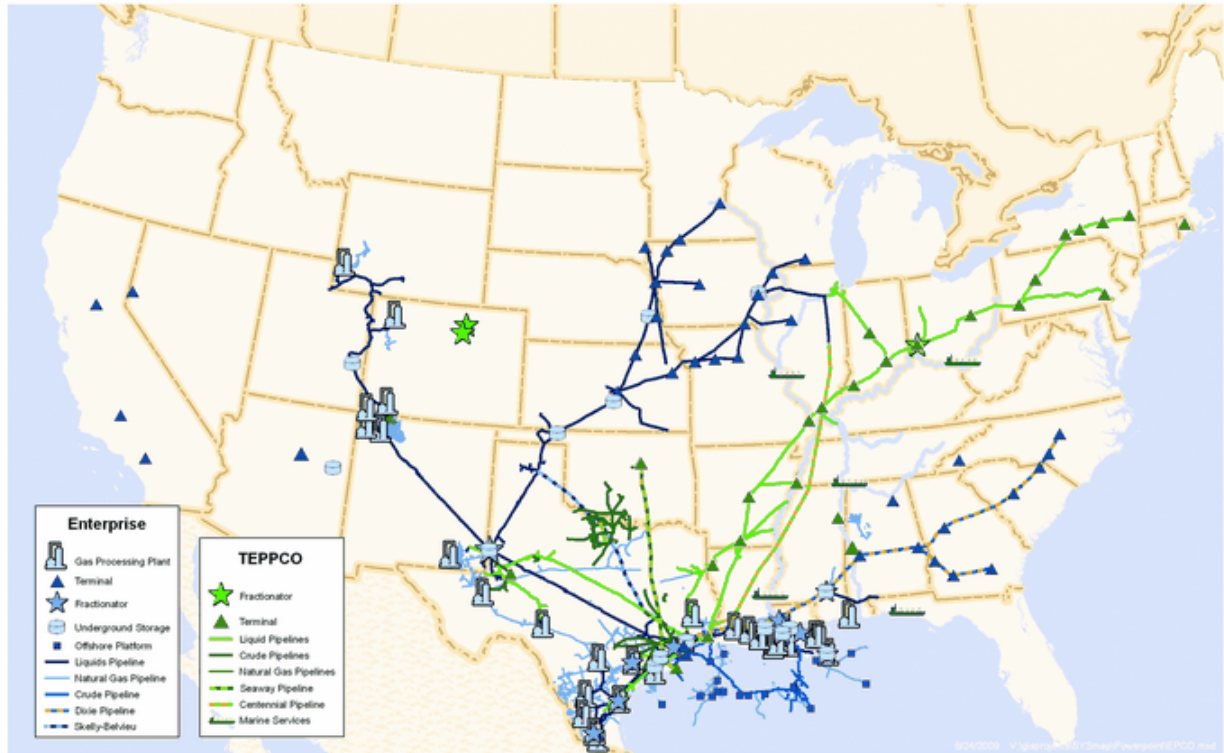 Enterprise
Gas Processing Plant
Terminal
Fractionator
Underground Storage
Offshore Platform
Liquids Pipeline
Natural Gas Pipeline
Crude Pipeline
Dixie Pipeline
Skelly-Belvieu
TEPPCO
Fractionator
Terminal
Liquid Pipelines
Crude Pipelines
Natural Gas Pipelines
Seaway Pipeline
Centennial Pipeline
Marine Services